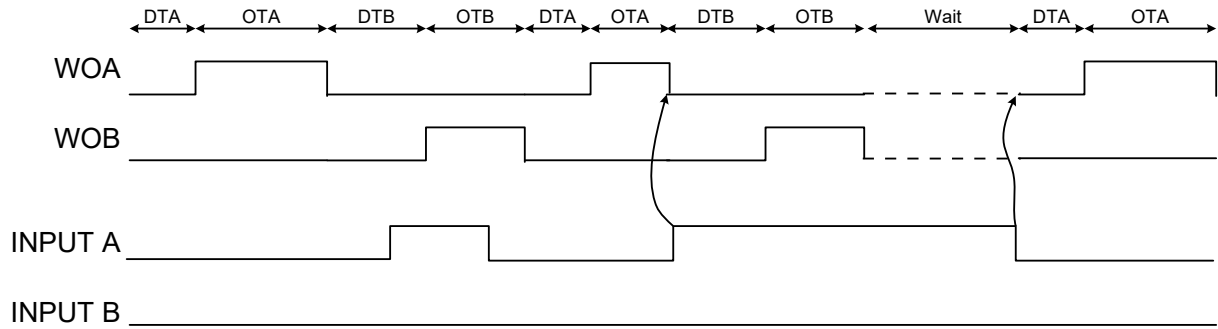 DTA OTA DTB OTB DTA OTA DTB OTB Wait DTA OTA
WOA
WOB
INPUT A
INPUT B